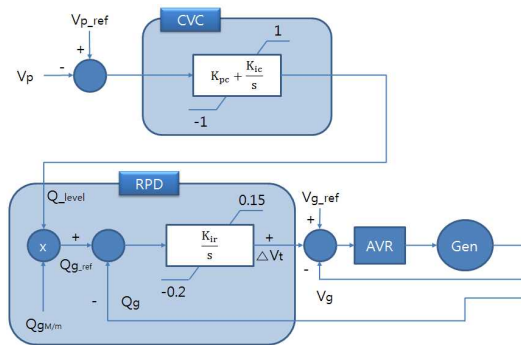 CVC
Vp_ref
1
+
Vp
-
Kpc + Kic/s
-1
RPD
Q_level
0.15
Vg_ref
+
x
+
Qg_ref
Kir/s
+
△Vt
AVR
Gen
-
-0.2
-
Qg
Vg
QgM/m